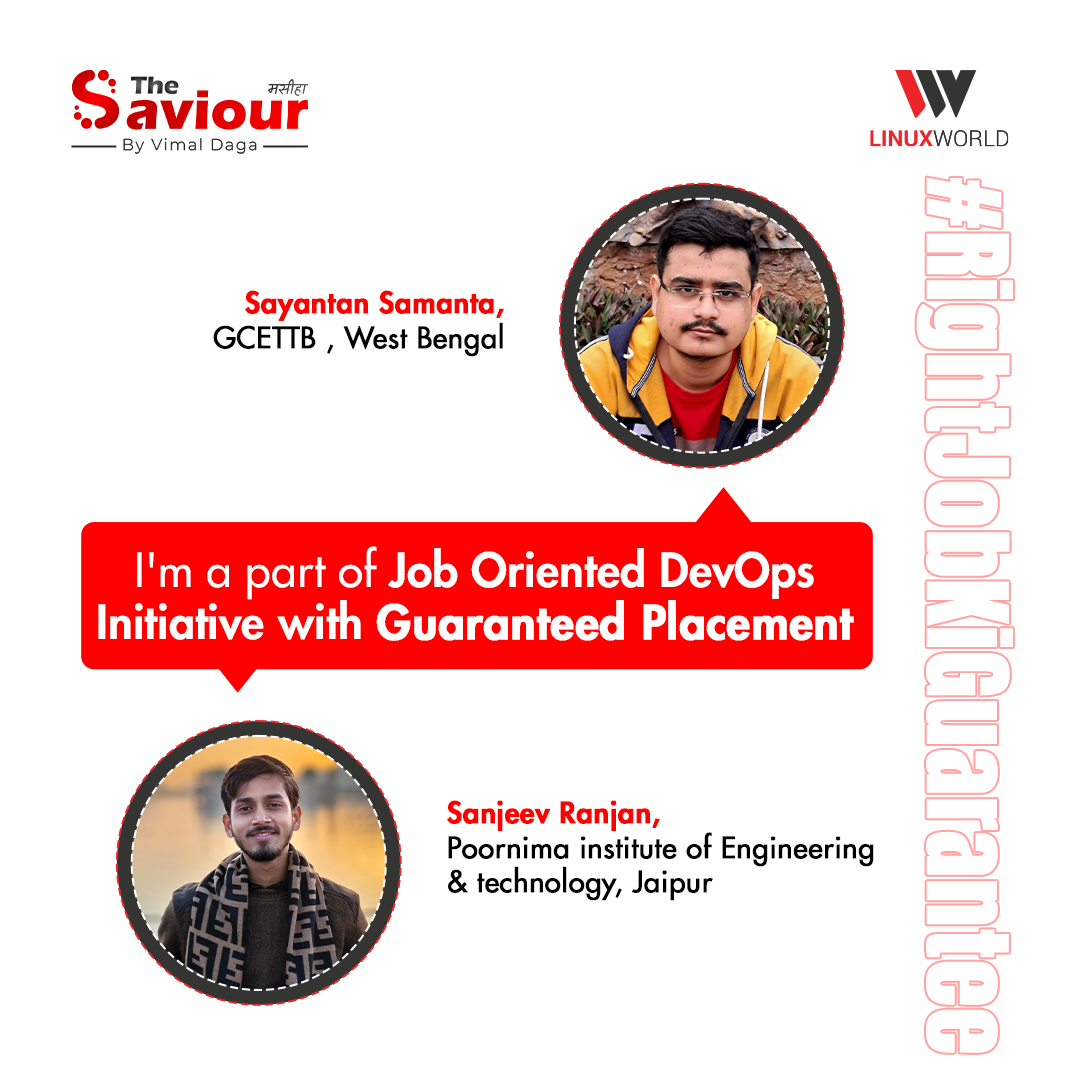 The
मसीहा
Saviour
By Vimal Daga
LINUXWORLD
#RightJobKiGuarantee
Sayantan Samanta,
GCETTB , West Bengal
I'm a part of Job Oriented DevOps
Initiative with Guaranteed Placement
Sanjeev Ranjan,
Poornima institute of Engineering
& technology, Jaipur